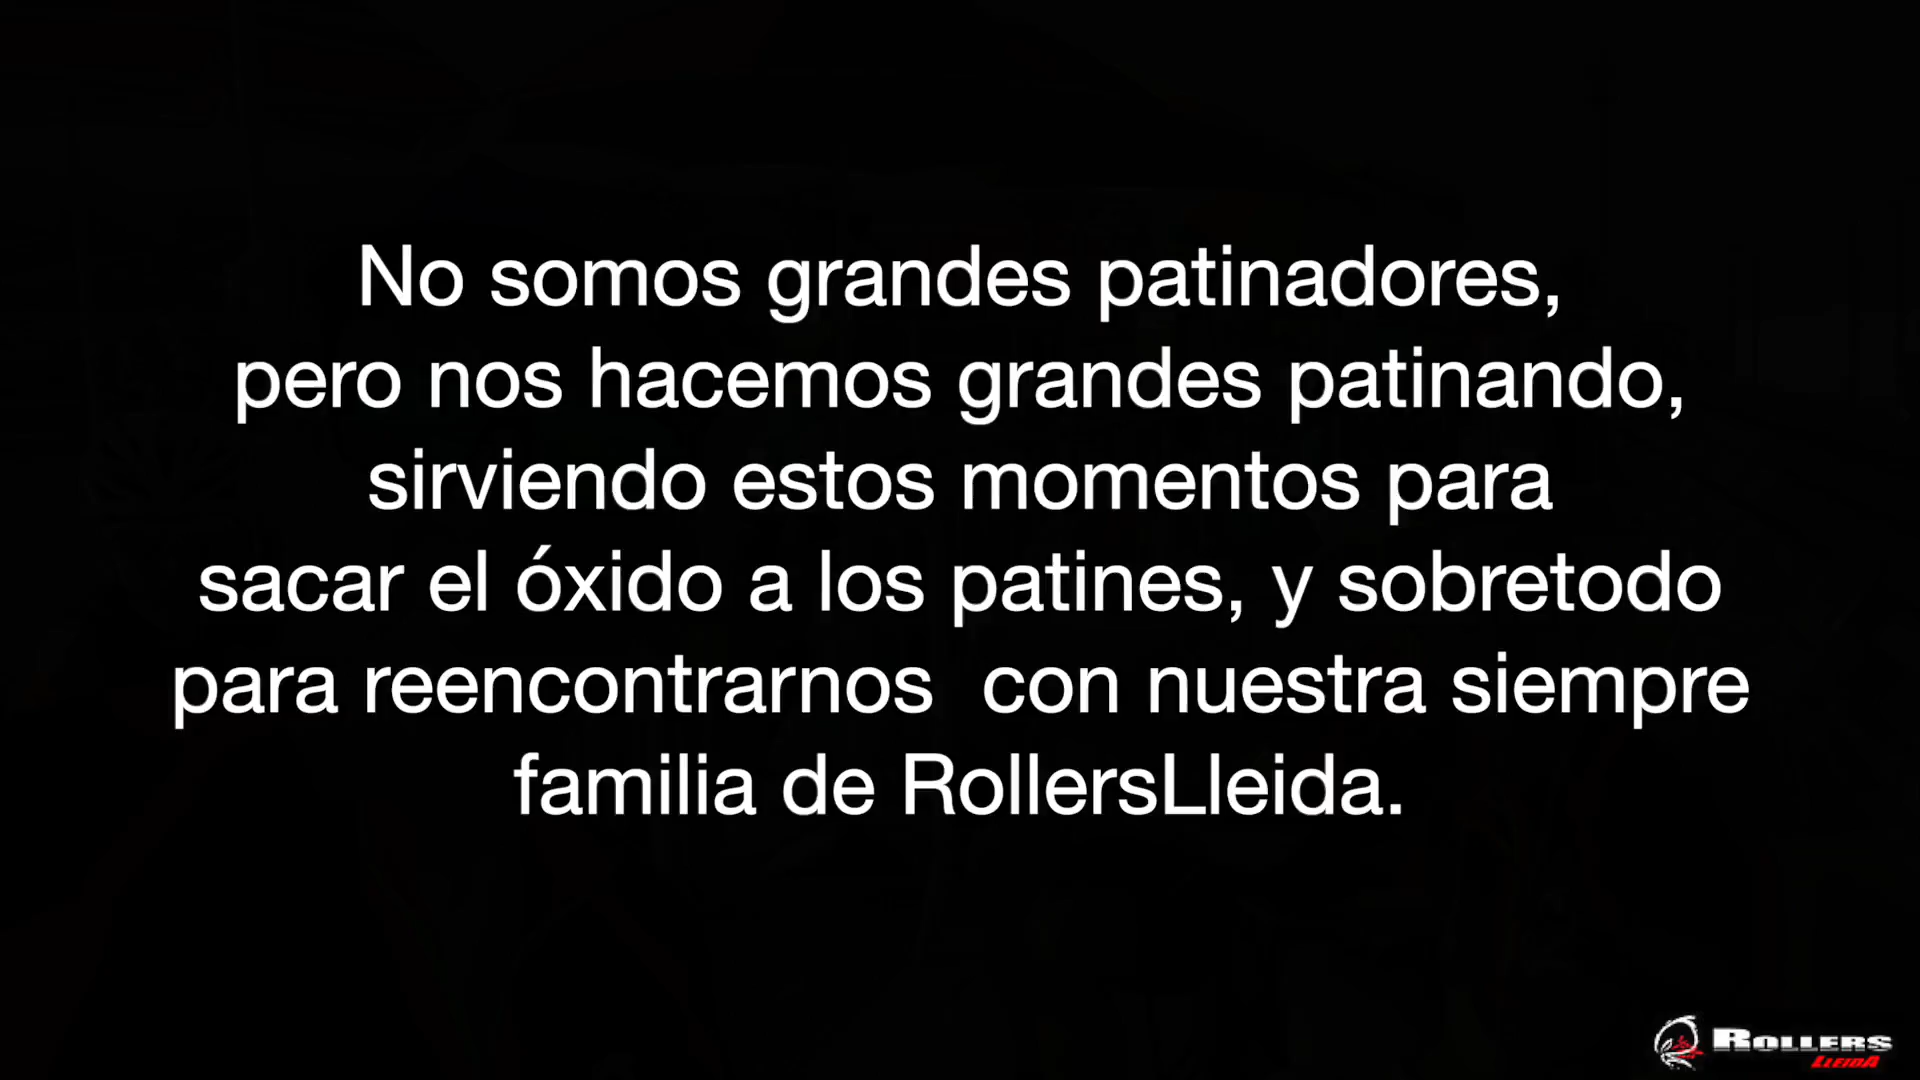 No somos grandes patinadores,
pero nos hacemos grandes patinando,
sirviendo estos momentos para
sacar el óxido a los patines, y sobretodo
para reencontrarnos  con nuestra siempre
familia de RollersLleida.
ROLLERS
LLEIDA